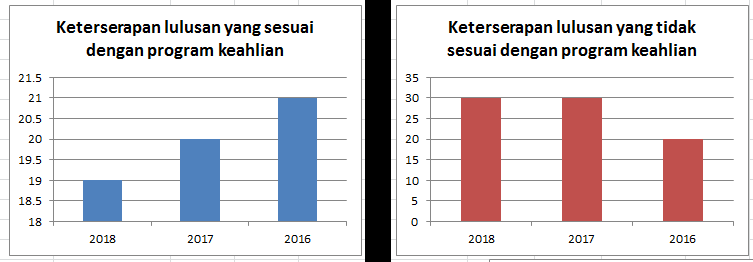 Keterserapan lulusan yang sesuai
dengan program keahlian
21.5
21
20.5
20
19.5
19
18.5
18
2018 2017 2016
Keterserapan lulusan yang tidak
sesuai dengan program keahlian
35
30
25
20
15
10
5
0
2018 2017 2016